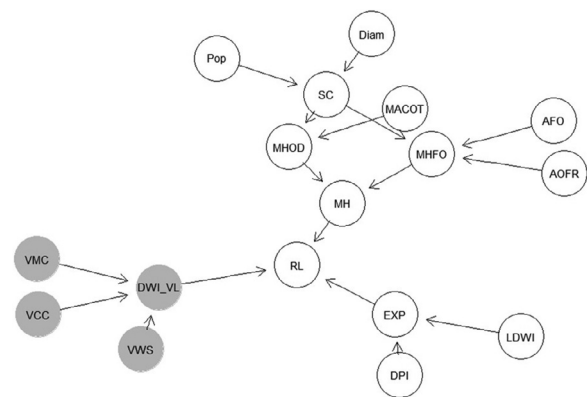 Diam
Pop
SC
MACOT
AFO
MHOD
MHFO
AOFR
MH
VMC
RL
DWI_VL
VCC
EXP
LDWI
VWS
DPI